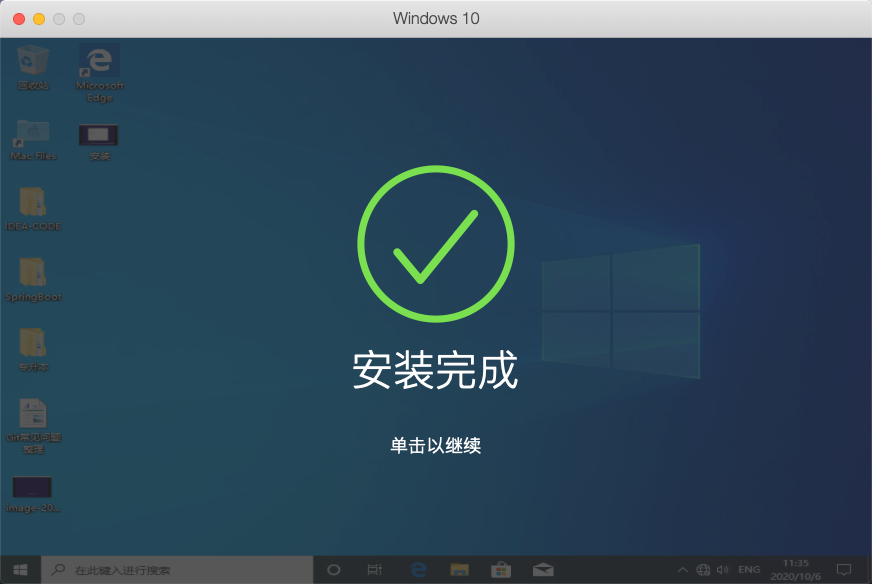 Windows 10
回收站
Microsoft
Edge
Mac Files
安装
IDEA-CODE
SpringBoot
专升本
Git常见问题
整理
image-20...
安装完成
单击以继续
在此键入进行搜索
ENG
11:35
2020/10/6